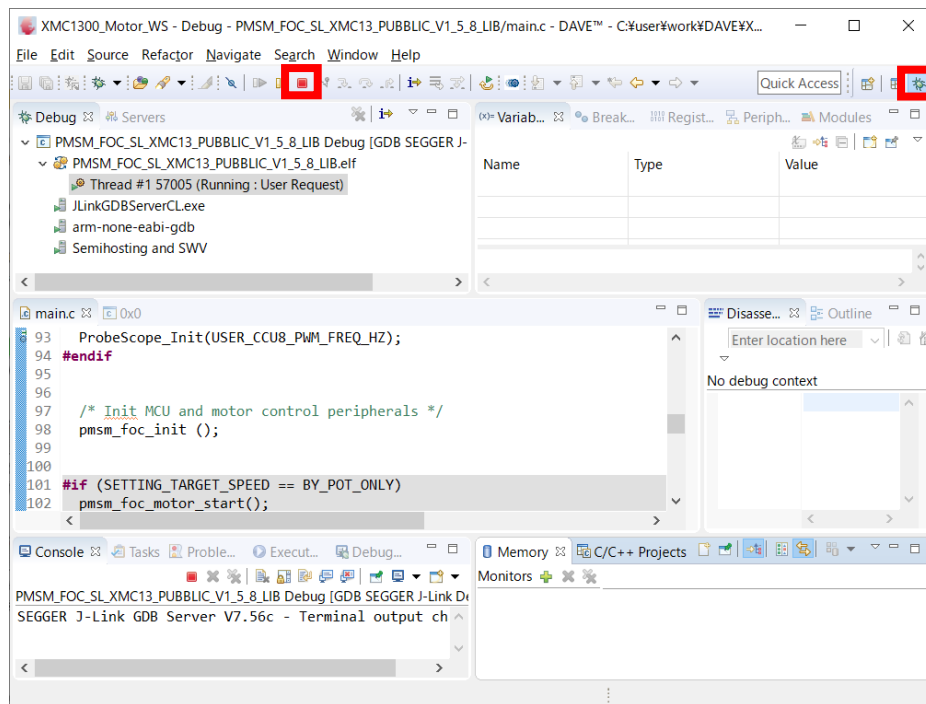 XMC1300_Motor_WS - Debug - PMSM_FOC_SL_XMC13_PUBBLIC_V1_5_8_LIB/main.c - DAVE™ - C:¥user¥work¥DAVE¥X...
File Edit Source Refactor Navigate Search Window Help
Quick Access
Debug Servers
PMSM_FOC_SL_XMC13_PUBBLIC_V1_5_8_LIB Debug [GDB SEGGER J-
PMSM_FOC_SL_XMC13_PUBBLIC_V1_5_8_LIB.elf
Thread #1 57005 (Running : User Request)
JLinkGDBServerCL.exe
arm-none-eabi-gdb
Semihosting and SWV
(x)= Variab... Break... Regist... Periph... Modules
Name Type Value
main.c 0x0
93 ProbeScope_Init(USER_CCU8_PWM_FREQ_HZ);
94 #endif
95
96
97 /* Init MCU and motor control peripherals */
98 pmsm_foc_init ();
99
100
101 #if (SETTING_TARGET_SPEED == BY_POT_ONLY)
102 pmsm_foc_motor_start();
Disasse... Outline
Enter location here
No debug context
Console Tasks Proble... Execut... Debug...
PMSM_FOC_SL_XMC13_PUBBLIC_V1_5_8_LIB Debug [GDB SEGGER J-Link De
SEGGER J-Link GDB Server V7.56c - Terminal output ch
Memory C/C++ Projects
Monitors